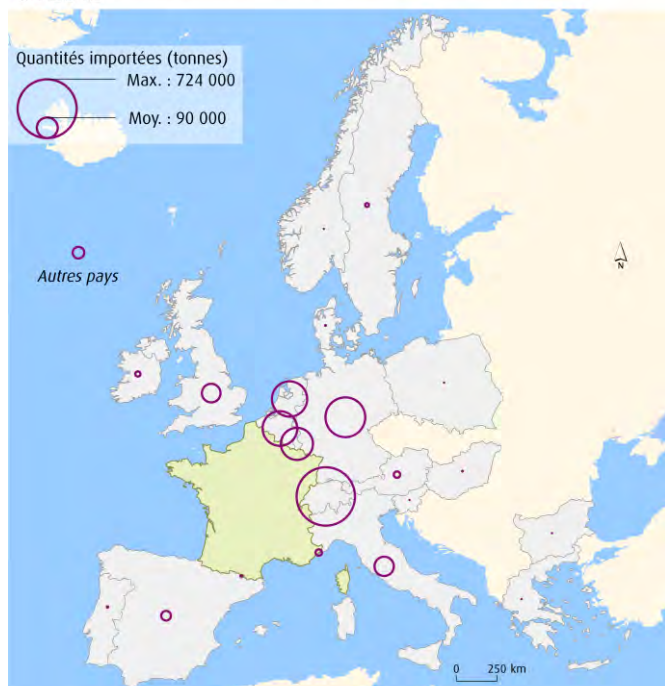 Quantités importées (tonnes)
Max. : 724 000
Moy. : 90 000
Autres pays
N
0 250 km